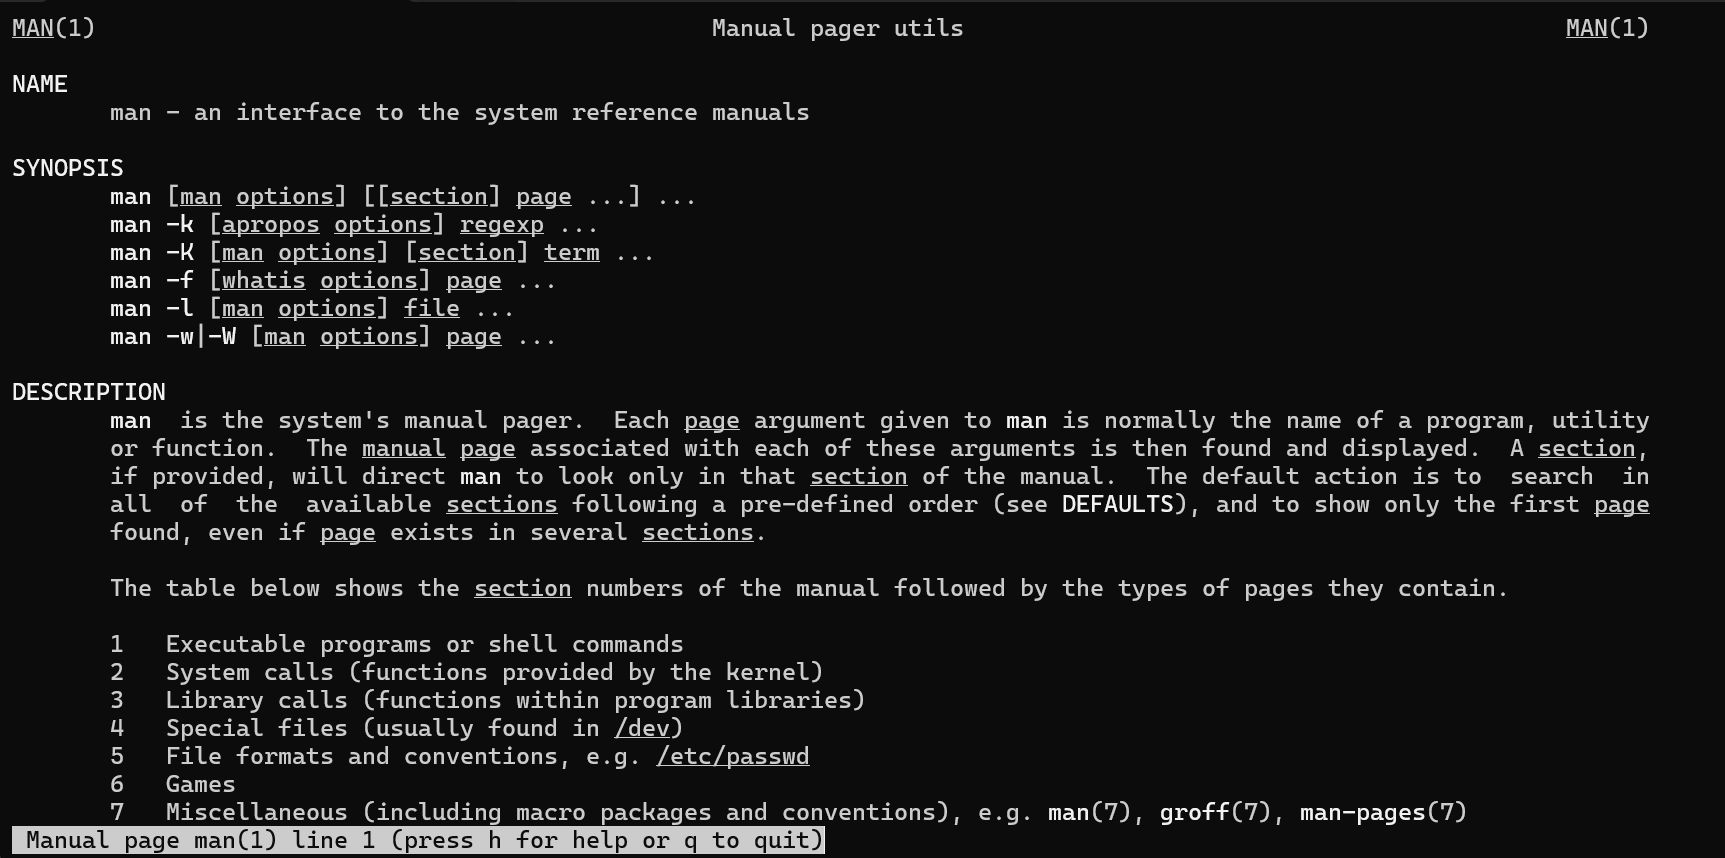 MAN(1) Manual pager utils MAN(1)
NAME
man - an interface to the system reference manuals
SYNOPSIS
man [man options] [[section] page ...] ...
man -k [apropos options] regexp ...
man -K [man options] [section] term ...
man -f [whatis options] page ...
man -l [man options] file ...
man -w|-W [man options] page ...
DESCRIPTION
man is the system's manual pager. Each page argument given to man is normally the name of a program, utility
or function. The manual page associated with each of these arguments is then found and displayed. A section,
if provided, will direct man to look only in that section of the manual. The default action is to search in
all of the available sections following a pre-defined order (see DEFAULTS), and to show only the first page
found, even if page exists in several sections.
The table below shows the section numbers of the manual followed by the types of pages they contain.
1 Executable programs or shell commands
2 System calls (functions provided by the kernel)
3 Library calls (functions within program libraries)
4 Special files (usually found in /dev)
5 File formats and conventions, e.g. /etc/passwd
6 Games
7 Miscellaneous (including macro packages and conventions), e.g. man(7), groff(7), man-pages(7)
Manual page man(1) line 1 (press h for help or q to quit)